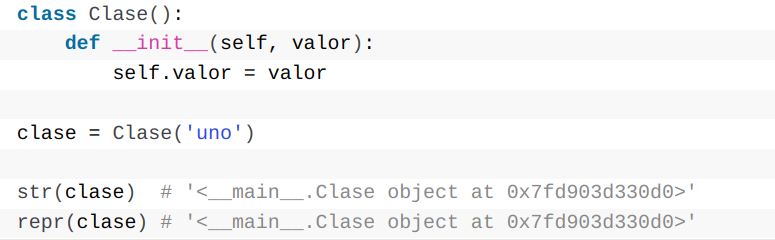 class Clase():
    def __init__(self, valor):
        self.valor = valor

clase = Clase('uno')

str(clase)  # '<__main__.Clase object at 0x7fd903d330d0>'
repr(clase) # '<__main__.Clase object at 0x7fd903d330d0>'